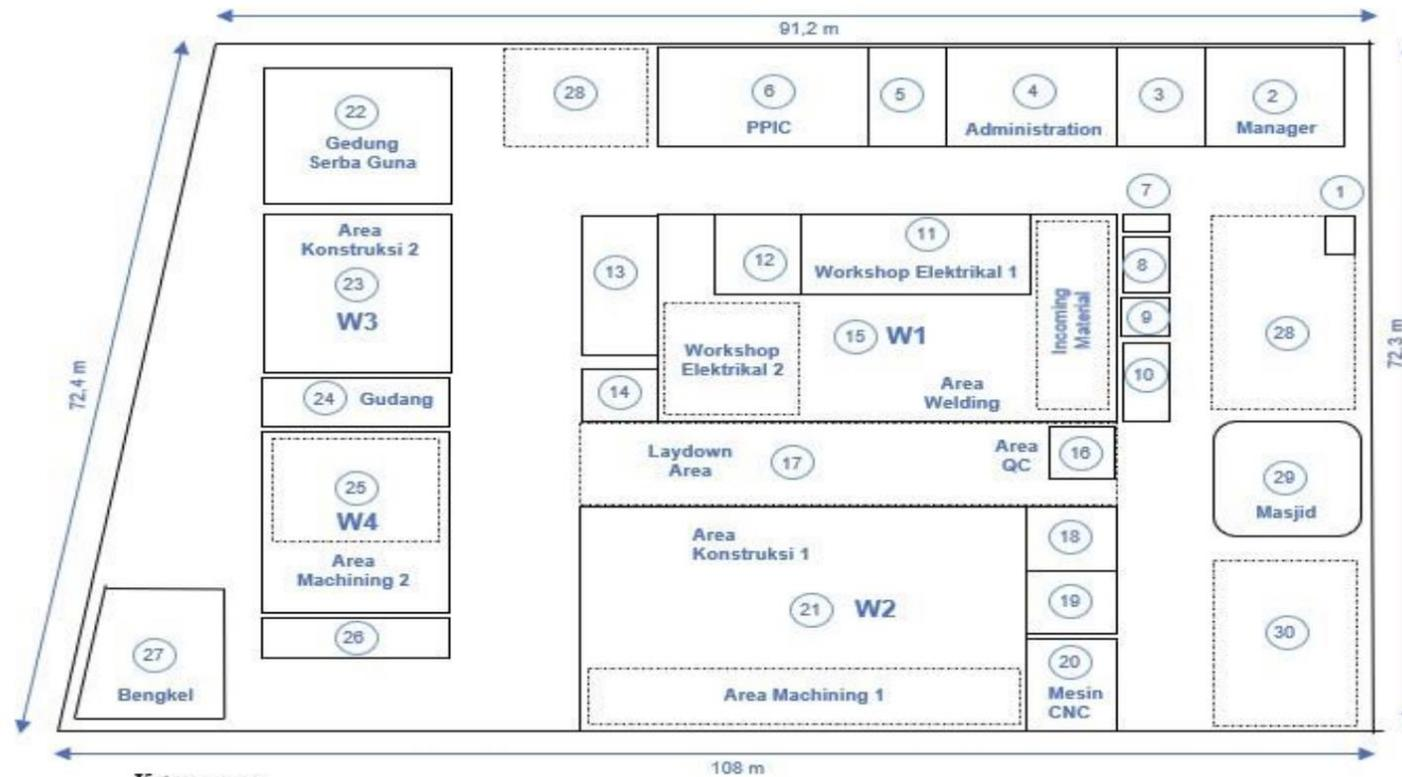 91,2 m
22
Gedung
Serba Guna
28
6
PPIC
5
4
Administration
3
2
Manager
7
1
Area
Konstruksi 2
23
W3
13
12
11
Workshop Elektrikal 1
Incoming
Material
8
9
10
28
15 W1
Workshop
Elektrikal 2
Area
Welding
14
24 Gudang
72,4 m
72,3 m
Laydown
Area
17
Area
QC
16
25
W4
Area
Machining 2
29
Masjid
Area
Konstruksi 1
18
19
21 W2
26
27
Bengkel
Area Machining 1
20
Mesin
CNC
30
108 m